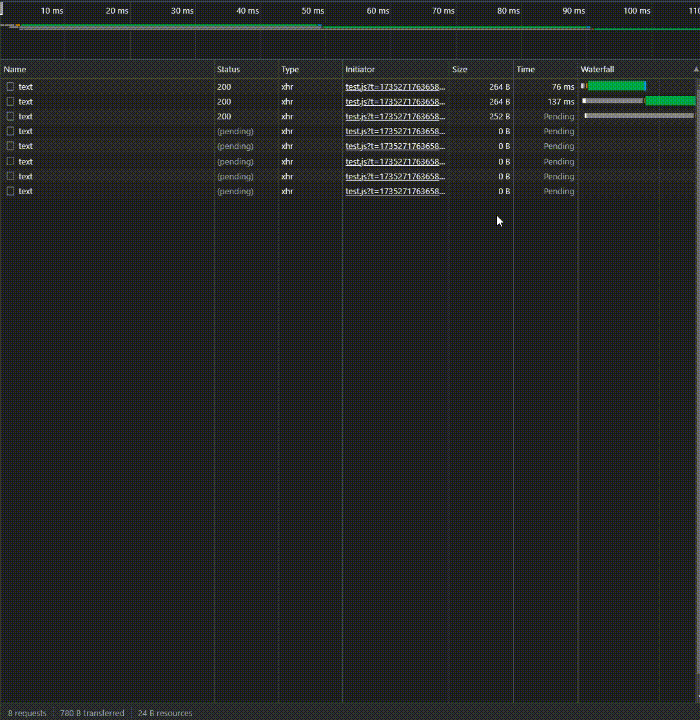 10 ms 20 ms 30 ms 40 ms 50 ms 60 ms 70 ms 80 ms 90 ms 100 ms 110
Name Status Type Initiator Size Time Waterfall
text 200 xhr test.js?t=1735271763658... 264 B 76 ms
text 200 xhr test.js?t=1735271763658... 264 B 137 ms
text 200 xhr test.js?t=1735271763658... 252 B Pending
text (pending) xhr test.js?t=1735271763658... 0 B Pending
text (pending) xhr test.js?t=1735271763658... 0 B Pending
text (pending) xhr test.js?t=1735271763658... 0 B Pending
text (pending) xhr test.js?t=1735271763658... 0 B Pending
text (pending) xhr test.js?t=1735271763658... 0 B Pending
8 requests 780 B transferred 24 B resources